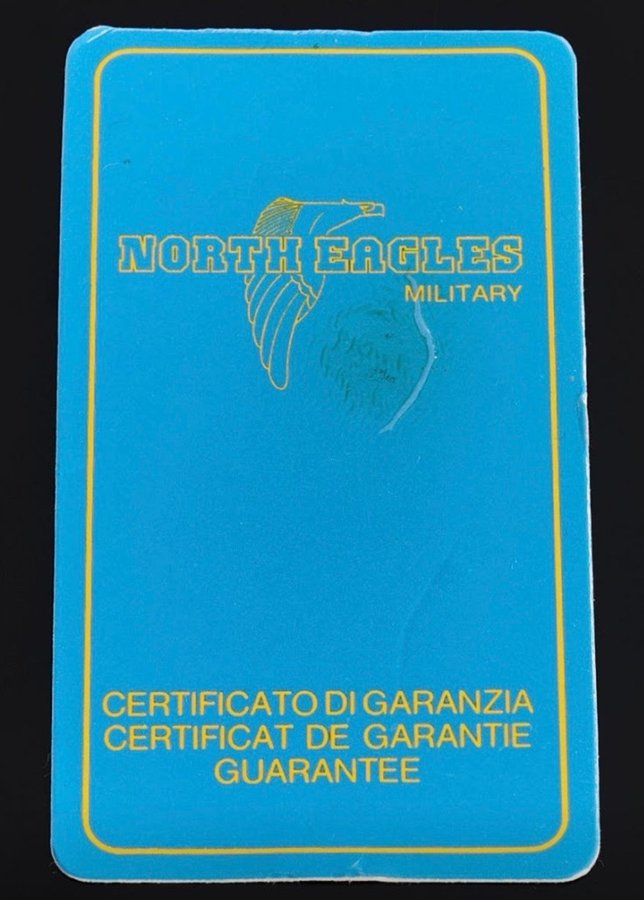 NORTH EAGLES
MILITARY
CERTIFICATO DI GARANZIA
CERTIFICAT DE GARANTIE
GUARANTEE